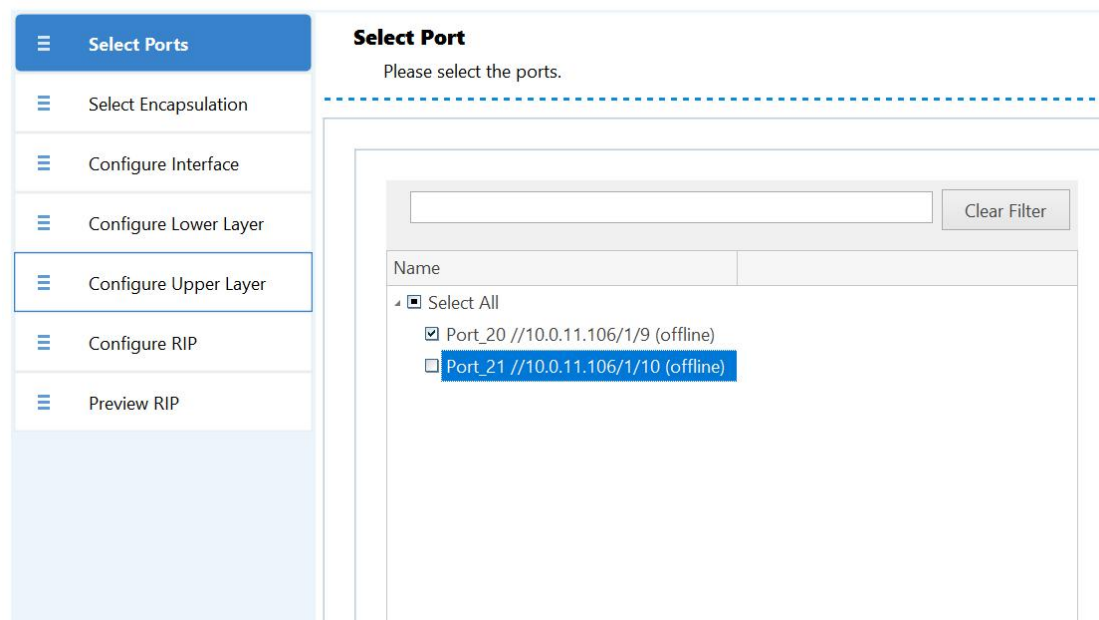 Select Ports
Select Encapsulation
Configure Interface
Configure Lower Layer
Configure Upper Layer
Configure RIP
Preview RIP
Select Port
Please select the ports.
Clear Filter
Name
Select All
Port_20 //10.0.11.106/1/9 (offline)
Port_21 //10.0.11.106/1/10 (offline)